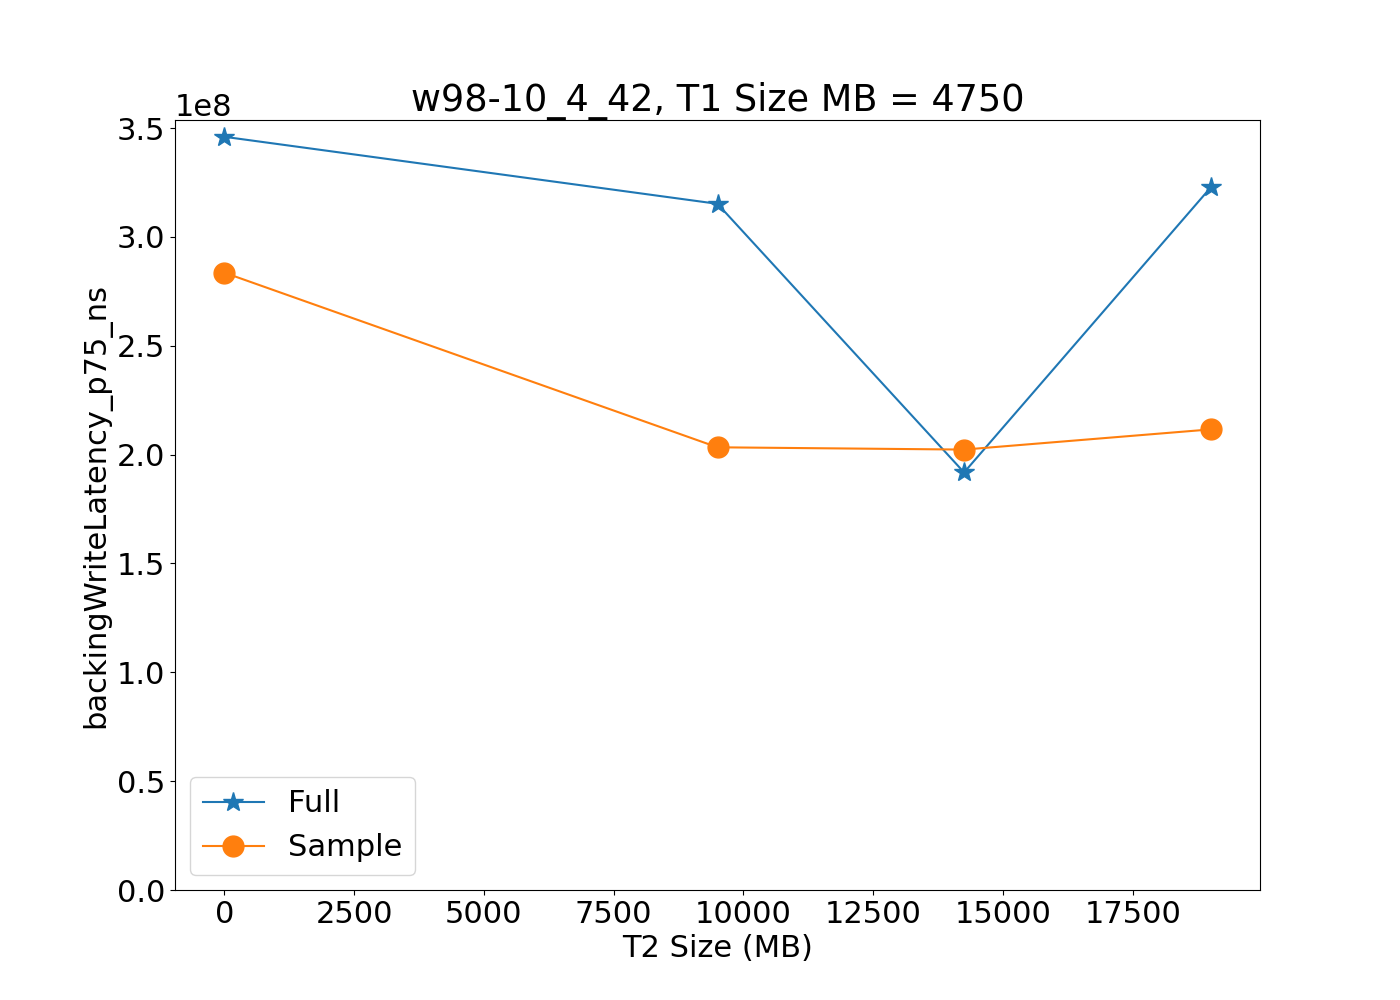 w98-10_4_42, T1 Size MB = 4750
1e8
3.5
3.0
2.5
2.0
1.5
1.0
0.5
0.0
backingWriteLatency_p75_ns
Full
Sample
0 2500 5000 7500 10000 12500 15000 17500
T2 Size (MB)